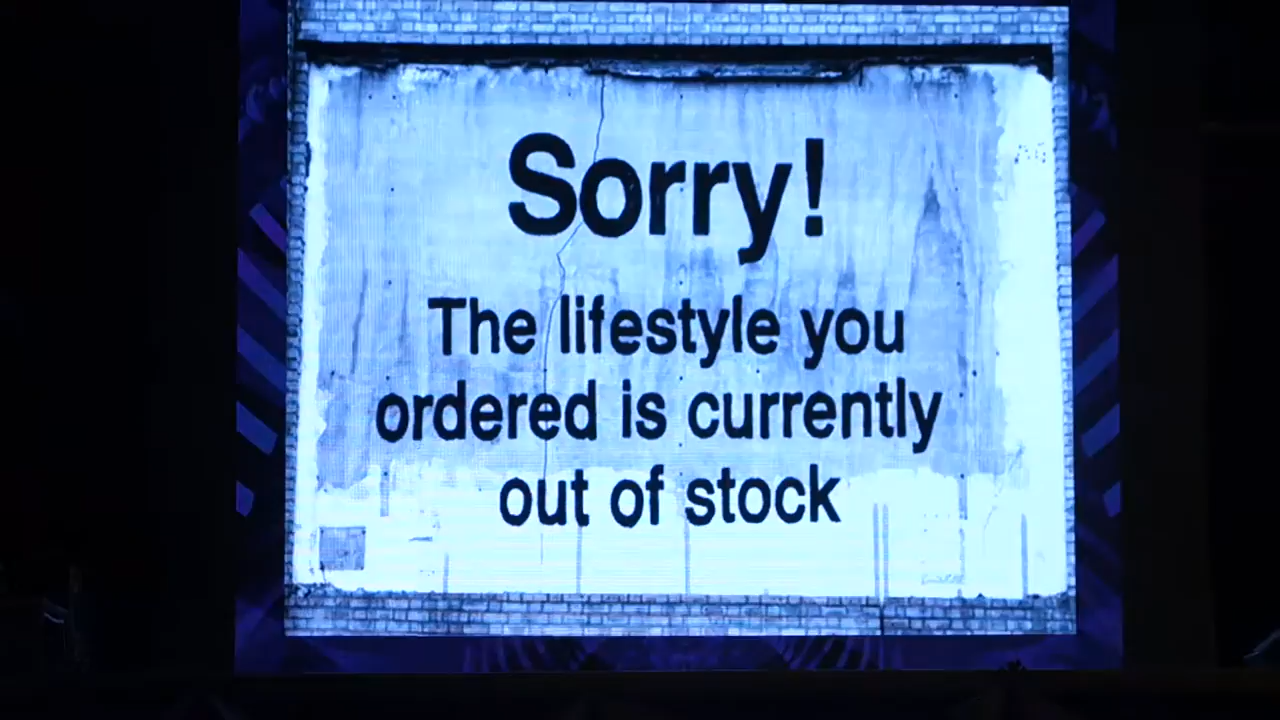 Sorry!
The lifestyle you
ordered is currently
out of stock